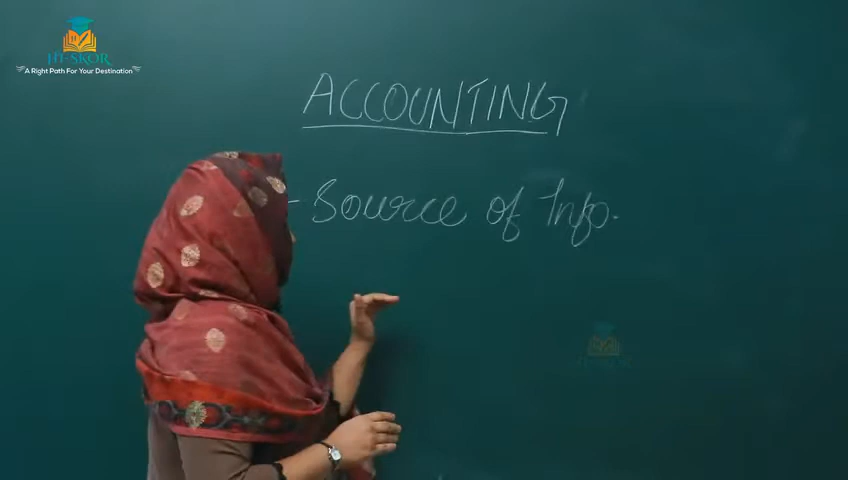 HI-SKOR
A Right Path For Your Destination
ACCOUNTING
- Source of Info.